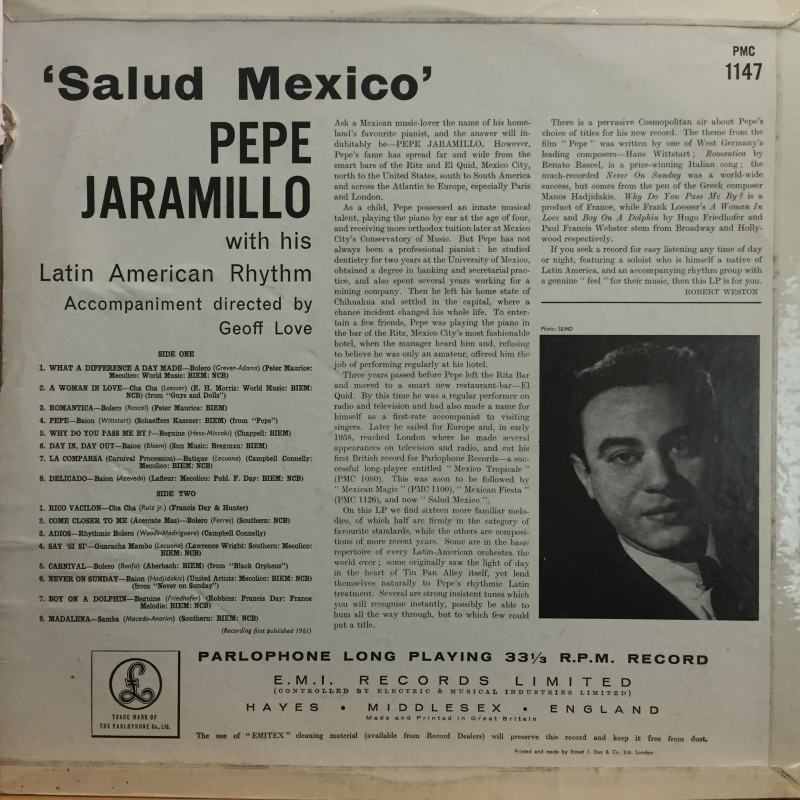 PMC
1147
'Salud Mexico'
PEPE
JARAMILLO
with his
Latin American Rhythm
Accompaniment directed by
Geoff Love
SIDE ONE
1. WHAT A DIFFERENCE A DAY MADE—Bolero (Grever-Adams) (Peter Maurice:
Mecolico: World Music: BIEM: NCB)
2. A WOMAN IN LOVE—Cha Cha (Loesser) (E. H. Morris: World Music: BIEM:
NCB) (from "Guys and Dolls")
3. ROMANTICA—Bolero (Rascel) (Peter Maurice: BIEM)
4. PEPE—Baion (Wittstart) (Schaeffers Kassner: BIEM) (from "Pepe")
5. WHY DO YOU PASS ME BY?—Beguine (Hess-Misraki) (Chappell: BIEM)
6. DAY IN, DAY OUT—Baion (Bloom) (Sun Music: Bregman: BIEM)
7. LA COMPARSA (Carnival Procession)—Batique (Lecuona) (Campbell Connelly:
Mecolico: BIEM: NCB)
8. DELICADO—Baion (Azevedo) (Lafleur: Mecolico: Pohl. F. Day: BIEM: NCB)
SIDE TWO
1. RICO VACILON—Cha Cha (Ruiz jr.) (Francis Day & Hunter)
2. COME CLOSER TO ME (Acercate Mas)—Bolero (Farres) (Southern: NCB)
3. ADIOS—Rhythmic Bolero (Woods-Madriguera) (Campbell Connelly)
4. SAY 'SI SI'—Guaracha Mambo (Lecuona) (Lawrence Wright: Southern: Mecolico:
BIEM: NCB)
5. CARNIVAL—Bolero (Bonfa) (Aberbach: BIEM) (from "Black Orpheus")
6. NEVER ON SUNDAY—Baion (Hadjidakis) (United Artists: Mecolico: BIEM: NCB)
(from "Never on Sunday")
7. BOY ON A DOLPHIN—Beguine (Friedhofer) (Robbins: Francis Day: France
Melodie: BIEM: NCB)
8. MADALENA—Samba (Macedo-Amorim) (Southern: BIEM: NCB)
(Recording first published 1961)
Ask a Mexican music-lover the name of his home-
land's favourite pianist, and the answer will in-
dubitably be—PEPE JARAMILLO. However,
Pepe's fame has spread far and wide from the
smart bars of the Ritz and El Quid, Mexico City,
north to the United States, south to South America
and across the Atlantic to Europe, especially Paris
and London.
As a child, Pepe possessed an innate musical
talent, playing the piano by ear at the age of four,
and receiving more orthodox tuition later at Mexico
City's Conservatory of Music. But Pepe has not
always been a professional pianist: he studied
dentistry for two years at the University of Mexico,
obtained a degree in banking and secretarial prac-
tice, and also spent several years working for a
mining company. Then he left his home state of
Chihuahua and settled in the capital, where a
chance incident changed his whole life. To enter-
tain a few friends, Pepe was playing the piano in
the bar of the Ritz, Mexico City's most fashionable
hotel, when the manager heard him and, refusing
to believe he was only an amateur, offered him the
job of performing regularly at his hotel.
Three years passed before Pepe left the Ritz Bar
and moved to a smart new restaurant-bar—El
Quid. By this time he was a regular performer on
radio and television and had also made a name for
himself as a first-rate accompanist to visiting
singers. Later he sailed for Europe and, in early
1958, reached London where he made several
appearances on television and radio, and cut his
first British record for Parlophone Records—a suc-
cessful long-player entitled "Mexico Tropicale"
(PMC 1080). This was soon to be followed by
"Mexican Magic" (PMC 1100), "Mexican Fiesta"
(PMC 1126), and now "Salud Mexico".
On this LP we find sixteen more familiar melo-
dies, of which half are firmly in the category of
favourite standards, while the others are composi-
tions of more recent years. Some are in the basic
repertoire of every Latin-American orchestra the
world over; some originally saw the light of day
in the heart of Tin Pan Alley itself, yet lend
themselves naturally to Pepe's rhythmic Latin
treatment. Several are strong insistent tunes which
you will recognise instantly, possibly be able to
hum all the way through, but to which few could
put a title.
There is a pervasive Cosmopolitan air about Pepe's
choice of titles for his new record. The theme from the
film "Pepe" was written by one of West Germany's
leading composers—Hans Wittstart; Romantica by
Renato Rascel, is a prize-winning Italian song; the
much-recorded Never On Sunday was a world-wide
success, but comes from the pen of the Greek composer
Manos Hadjidakis. Why Do You Pass Me By? is a
product of France, while Frank Loesser's A Woman In
Love and Boy On A Dolphin by Hugo Friedhofer and
Paul Francis Webster stem from Broadway and Holly-
wood respectively.
If you seek a record for easy listening any time of day
or night, featuring a soloist who is himself a native of
Latin America, and an accompanying rhythm group with
a genuine "feel" for their music, then this LP is for you.
ROBERT WESTON
Photo: SEMO
PARLOPHONE LONG PLAYING 33⅓ R.P.M. RECORD
E.M.I. RECORDS LIMITED
(CONTROLLED BY ELECTRIC & MUSICAL INDUSTRIES LIMITED)
HAYES • MIDDLESEX • ENGLAND
Made and Printed in Great Britain
£
TRADE MARK OF
THE PARLOPHONE Co., Ltd.
The use of "EMITEX" cleaning material (available from Record Dealers) will preserve this record and keep it free from dust.
Printed and made by Ernest J. Day & Co. Ltd. London